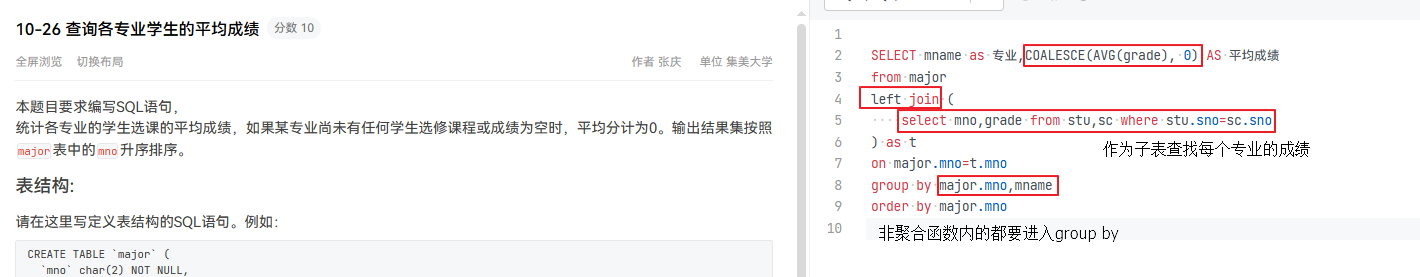 10-26 查询各专业学生的平均成绩 分数 10
全屏浏览 切换布局 作者 张庆 单位 集美大学
本题目要求编写SQL语句，
统计各专业的学生选课的平均成绩，如果某专业尚未有任何学生选修课程或成绩为空时，平均分计为0。输出结果集按照
major表中的mno升序排序。
表结构:
请在这里写定义表结构的SQL语句。例如：
CREATE TABLE `major` (
`mno` char(2) NOT NULL,
1
2 SELECT mname as 专业,COALESCE(AVG(grade), 0) AS 平均成绩
3 from major
4 left join (
5 select mno,grade from stu,sc where stu.sno=sc.sno
6 ) as t
作为子表查找每个专业的成绩
7 on major.mno=t.mno
8 group by major.mno,mname
9 order by major.mno
10
非聚合函数内的都要进入group by